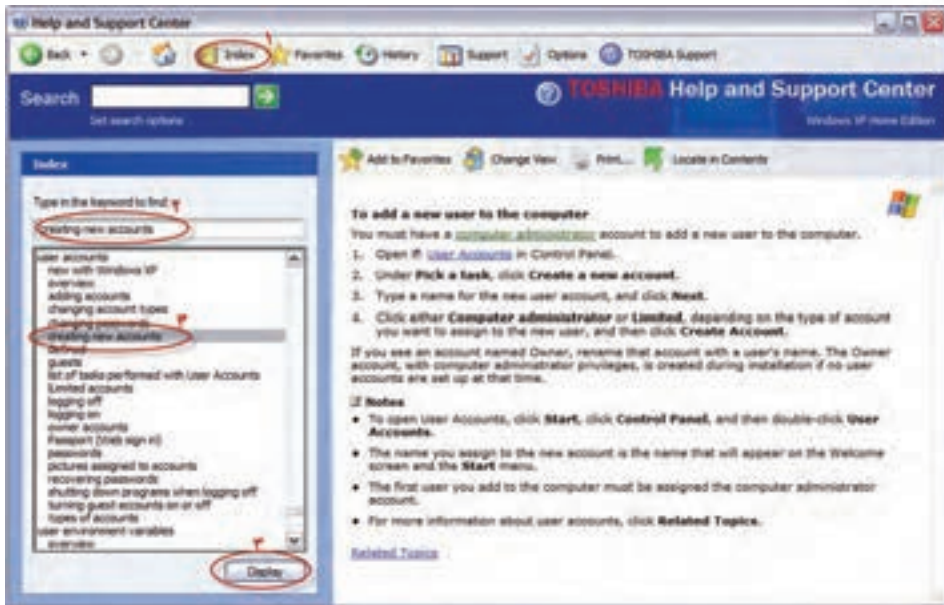 Help and Support Center
Back Index ۱ Favorites History Support Options TOSHIBA Support
Search
Set search options
TOSHIBA Help and Support Center
Windows XP Home Edition
Index
Type in the keyword to find: ۲
creating new accounts
user accounts
new with Windows XP
overview
adding accounts
changing account types
changing passwords ۳
creating new accounts
defined
guests
list of tasks performed with User Accounts
Limited accounts
logging off
logging on
owner accounts
Passport (Web sign in)
passwords
pictures assigned to accounts
recovering passwords
shutting down programs when logging off
turning guest accounts on or off
types of accounts
user environment variables
overview
۳
Display
Add to Favorites Change View Print... Locate in Contents
To add a new user to the computer
You must have a computer administrator account to add a new user to the computer.
1. Open User Accounts in Control Panel.
2. Under Pick a task, click Create a new account.
3. Type a name for the new user account, and click Next.
4. Click either Computer administrator or Limited, depending on the type of account
you want to assign to the new user, and then click Create Account.
If you see an account named Owner, rename that account with a user's name. The Owner
account, with computer administrator privileges, is created during installation if no user
accounts are set up at that time.
Notes
• To open User Accounts, click Start, click Control Panel, and then double-click User
Accounts.
• The name you assign to the new account is the name that will appear on the Welcome
screen and the Start menu.
• The first user you add to the computer must be assigned the computer administrator
account.
• For more information about user accounts, click Related Topics.
Related Topics